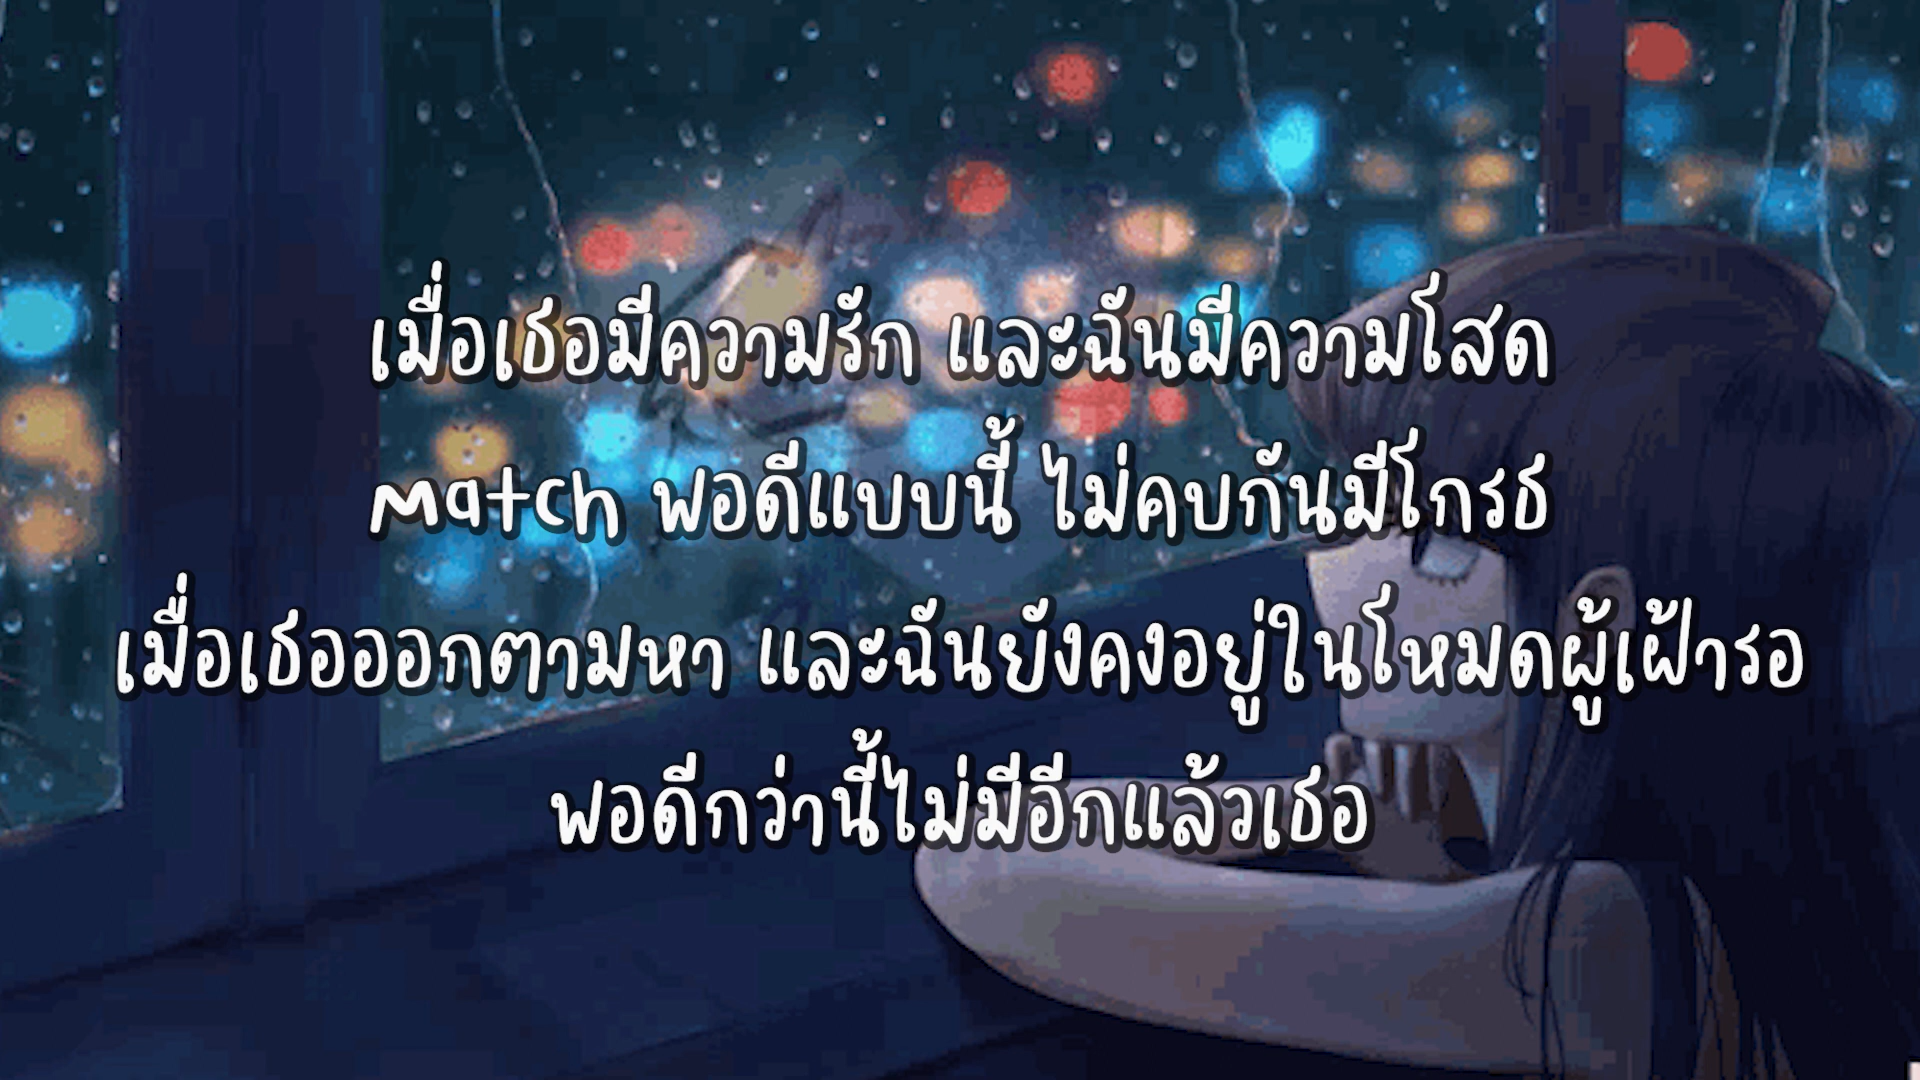 เมื่อเธอมีความรัก และฉันมีความโสด
Match พอดีแบบนี้ ไม่คบกันมีโกรธ
เมื่อเธอออกตามหา และฉันยังคงอยู่ในโหมดผู้เฝ้ารอ
พอดีกว่านี้ไม่มีอีกแล้วเธอ